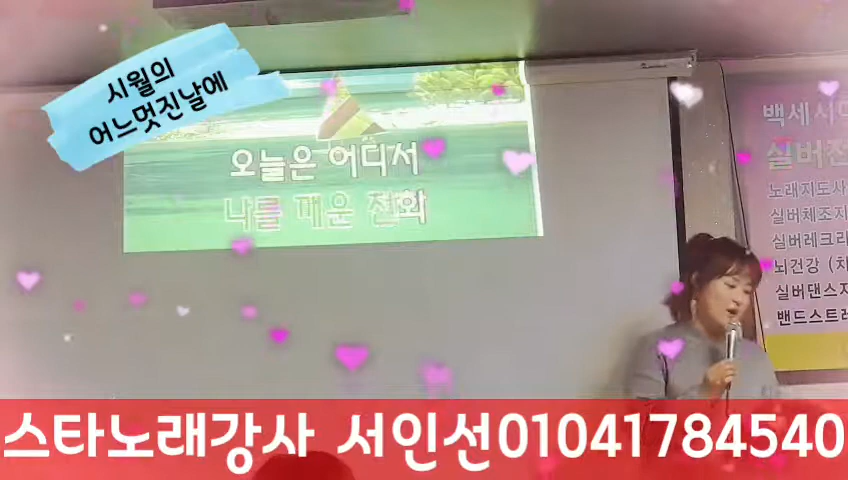 시월의
어느멋진날에
오늘은 어디서
나를 깨운 전화
백세시대
실버전
노래지도사
실버체조지
실버레크리
뇌건강 (치
실버댄스지
밴드스트레
스타노래강사 서인선01041784540